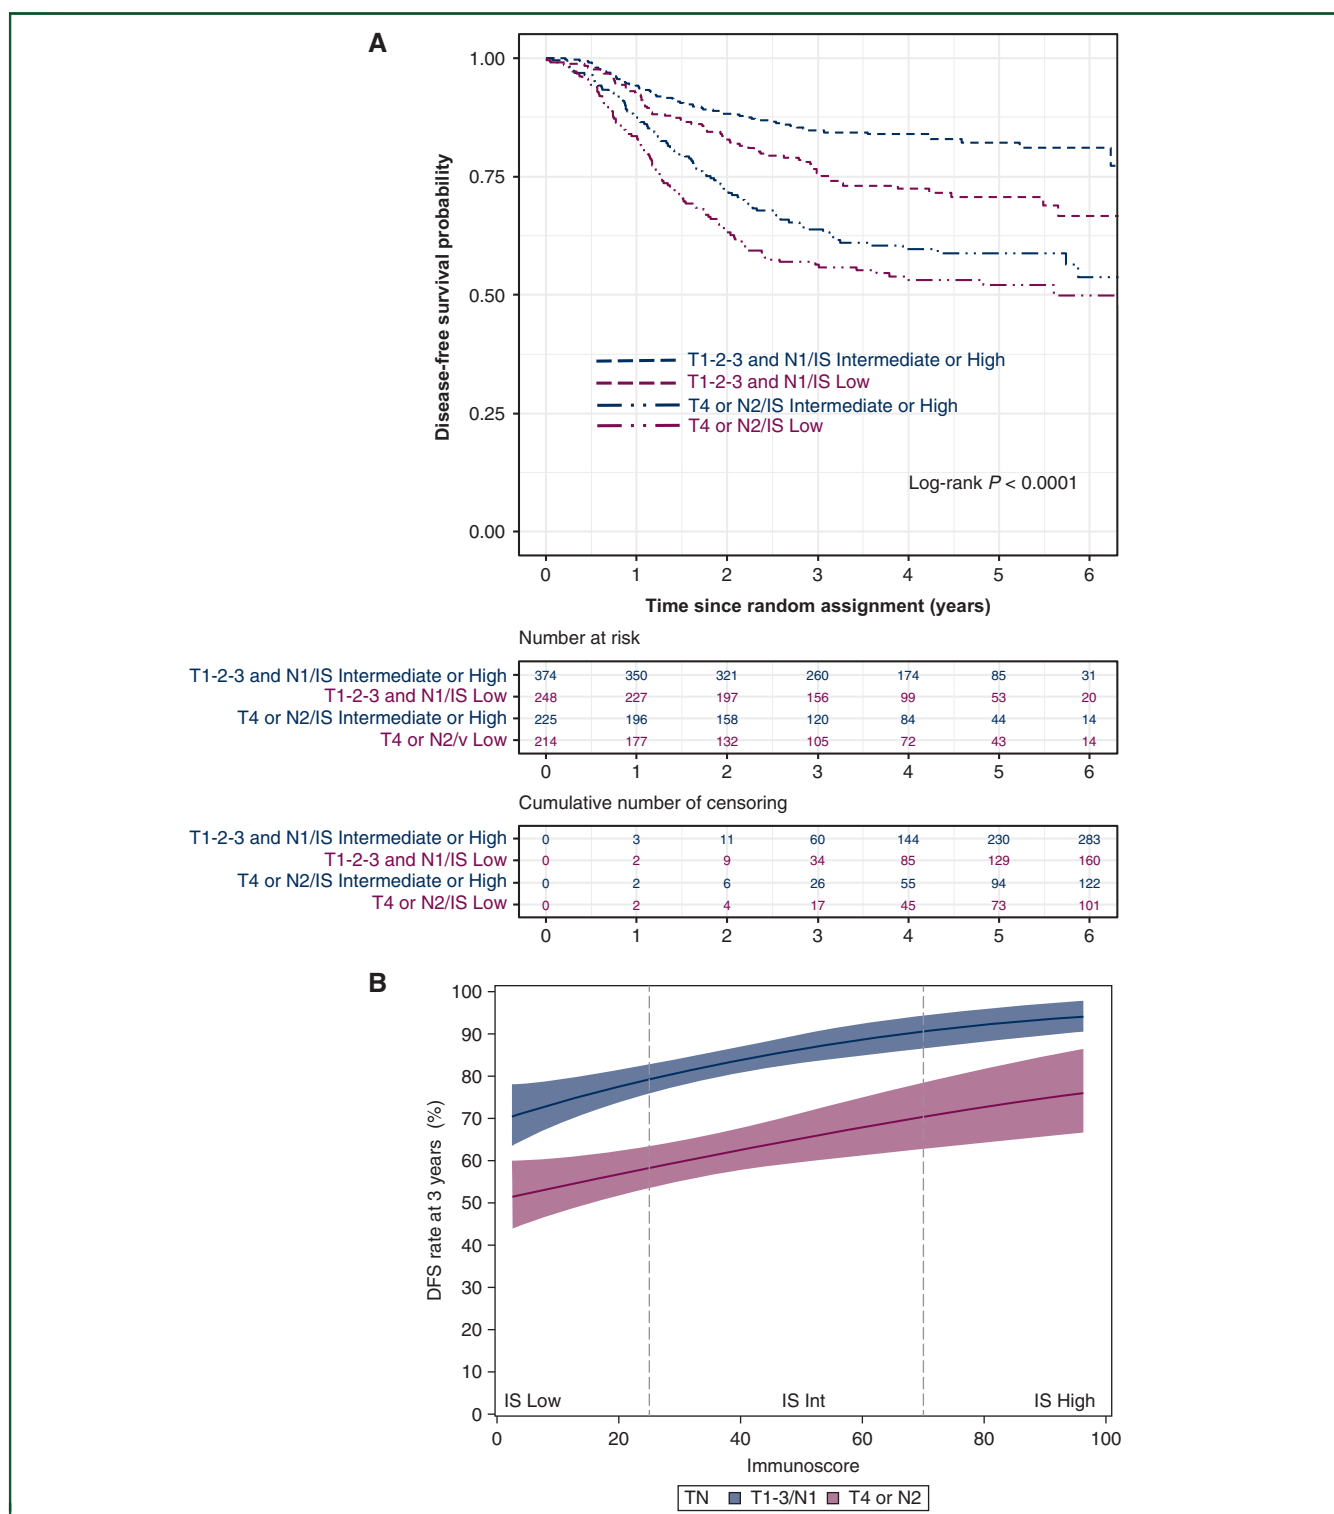 A
1.00
0.75
0.50
0.25
0.00
Disease-free survival probability
T1-2-3 and N1/IS Intermediate or High
T1-2-3 and N1/IS Low
T4 or N2/IS Intermediate or High
T4 or N2/IS Low
Log-rank P < 0.0001
0 1 2 3 4 5 6
Time since random assignment (years)
Number at risk
T1-2-3 and N1/IS Intermediate or High 374 350 321 260 174 85 31
T1-2-3 and N1/IS Low 248 227 197 156 99 53 20
T4 or N2/IS Intermediate or High 225 196 158 120 84 44 14
T4 or N2/v Low 214 177 132 105 72 43 14
0 1 2 3 4 5 6
Cumulative number of censoring
T1-2-3 and N1/IS Intermediate or High 0 3 11 60 144 230 283
T1-2-3 and N1/IS Low 0 2 9 34 85 129 160
T4 or N2/IS Intermediate or High 0 2 6 26 55 94 122
T4 or N2/IS Low 0 2 4 17 45 73 101
0 1 2 3 4 5 6
B
100
90
80
70
60
50
40
30
20
10
0
DFS rate at 3 years (%)
IS Low IS Int IS High
0 20 40 60 80 100
Immunoscore
TN T1-3/N1 T4 or N2